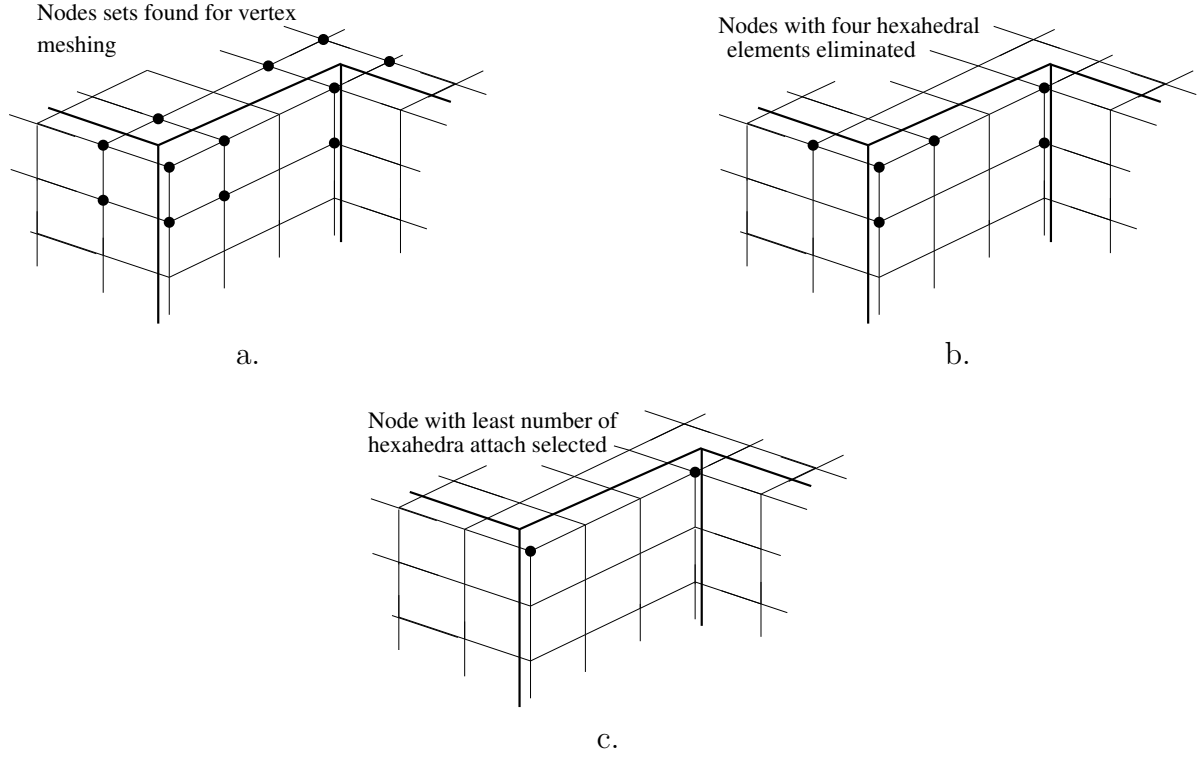 Nodes sets found for vertex
meshing
Nodes with four hexahedral
elements eliminated
a.
b.
Node with least number of
hexahedra attach selected
c.